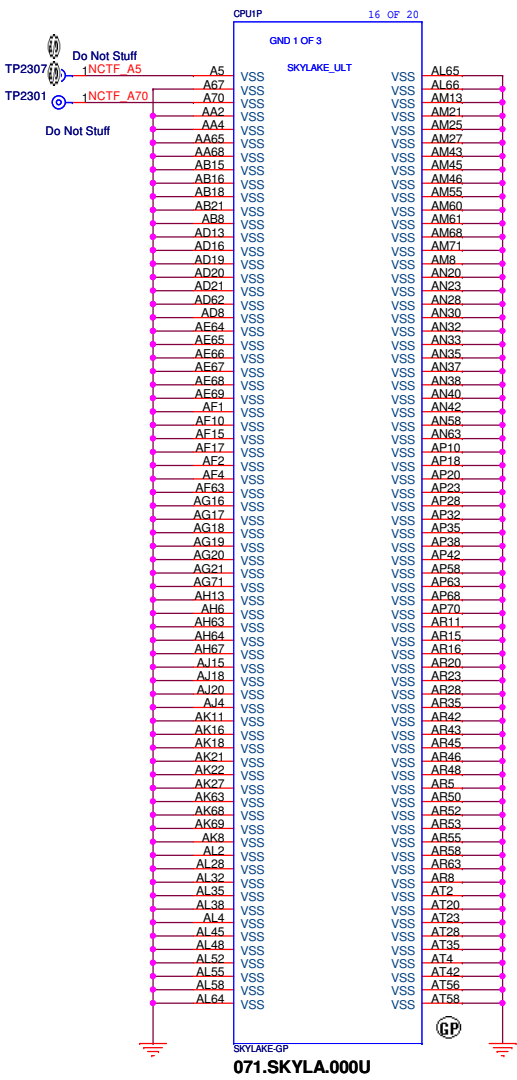 CPU1P 16 OF 20
GND 1 OF 3
SKYLAKE_ULT
Do Not Stuff
TP2307 1 NCTF_A5
TP2301 1 NCTF_A70
Do Not Stuff
A5 VSS VSS AL65
A67 VSS VSS AL66
A70 VSS VSS AM13
AA2 VSS VSS AM21
AA4 VSS VSS AM25
AA65 VSS VSS AM27
AA68 VSS VSS AM43
AB15 VSS VSS AM45
AB16 VSS VSS AM46
AB18 VSS VSS AM55
AB21 VSS VSS AM60
AB8 VSS VSS AM61
AD13 VSS VSS AM68
AD16 VSS VSS AM71
AD19 VSS VSS AM8
AD20 VSS VSS AN20
AD21 VSS VSS AN23
AD62 VSS VSS AN28
AD8 VSS VSS AN30
AE64 VSS VSS AN32
AE65 VSS VSS AN33
AE66 VSS VSS AN35
AE67 VSS VSS AN37
AE68 VSS VSS AN38
AE69 VSS VSS AN40
AF1 VSS VSS AN42
AF10 VSS VSS AN58
AF15 VSS VSS AN63
AF17 VSS VSS AP10
AF2 VSS VSS AP18
AF4 VSS VSS AP20
AF63 VSS VSS AP23
AG16 VSS VSS AP28
AG17 VSS VSS AP32
AG18 VSS VSS AP35
AG19 VSS VSS AP38
AG20 VSS VSS AP42
AG21 VSS VSS AP58
AG71 VSS VSS AP63
AH13 VSS VSS AP68
AH6 VSS VSS AP70
AH63 VSS VSS AR11
AH64 VSS VSS AR15
AH67 VSS VSS AR16
AJ15 VSS VSS AR20
AJ18 VSS VSS AR23
AJ20 VSS VSS AR28
AJ4 VSS VSS AR35
AK11 VSS VSS AR42
AK16 VSS VSS AR43
AK18 VSS VSS AR45
AK21 VSS VSS AR46
AK22 VSS VSS AR48
AK27 VSS VSS AR5
AK63 VSS VSS AR50
AK68 VSS VSS AR52
AK69 VSS VSS AR53
AK8 VSS VSS AR55
AL2 VSS VSS AR58
AL28 VSS VSS AR63
AL32 VSS VSS AR8
AL35 VSS VSS AT2
AL38 VSS VSS AT20
AL4 VSS VSS AT23
AL45 VSS VSS AT28
AL48 VSS VSS AT35
AL52 VSS VSS AT4
AL55 VSS VSS AT42
AL58 VSS VSS AT56
AL64 VSS VSS AT58
GP
SKYLAKE-GP
071.SKYLA.000U